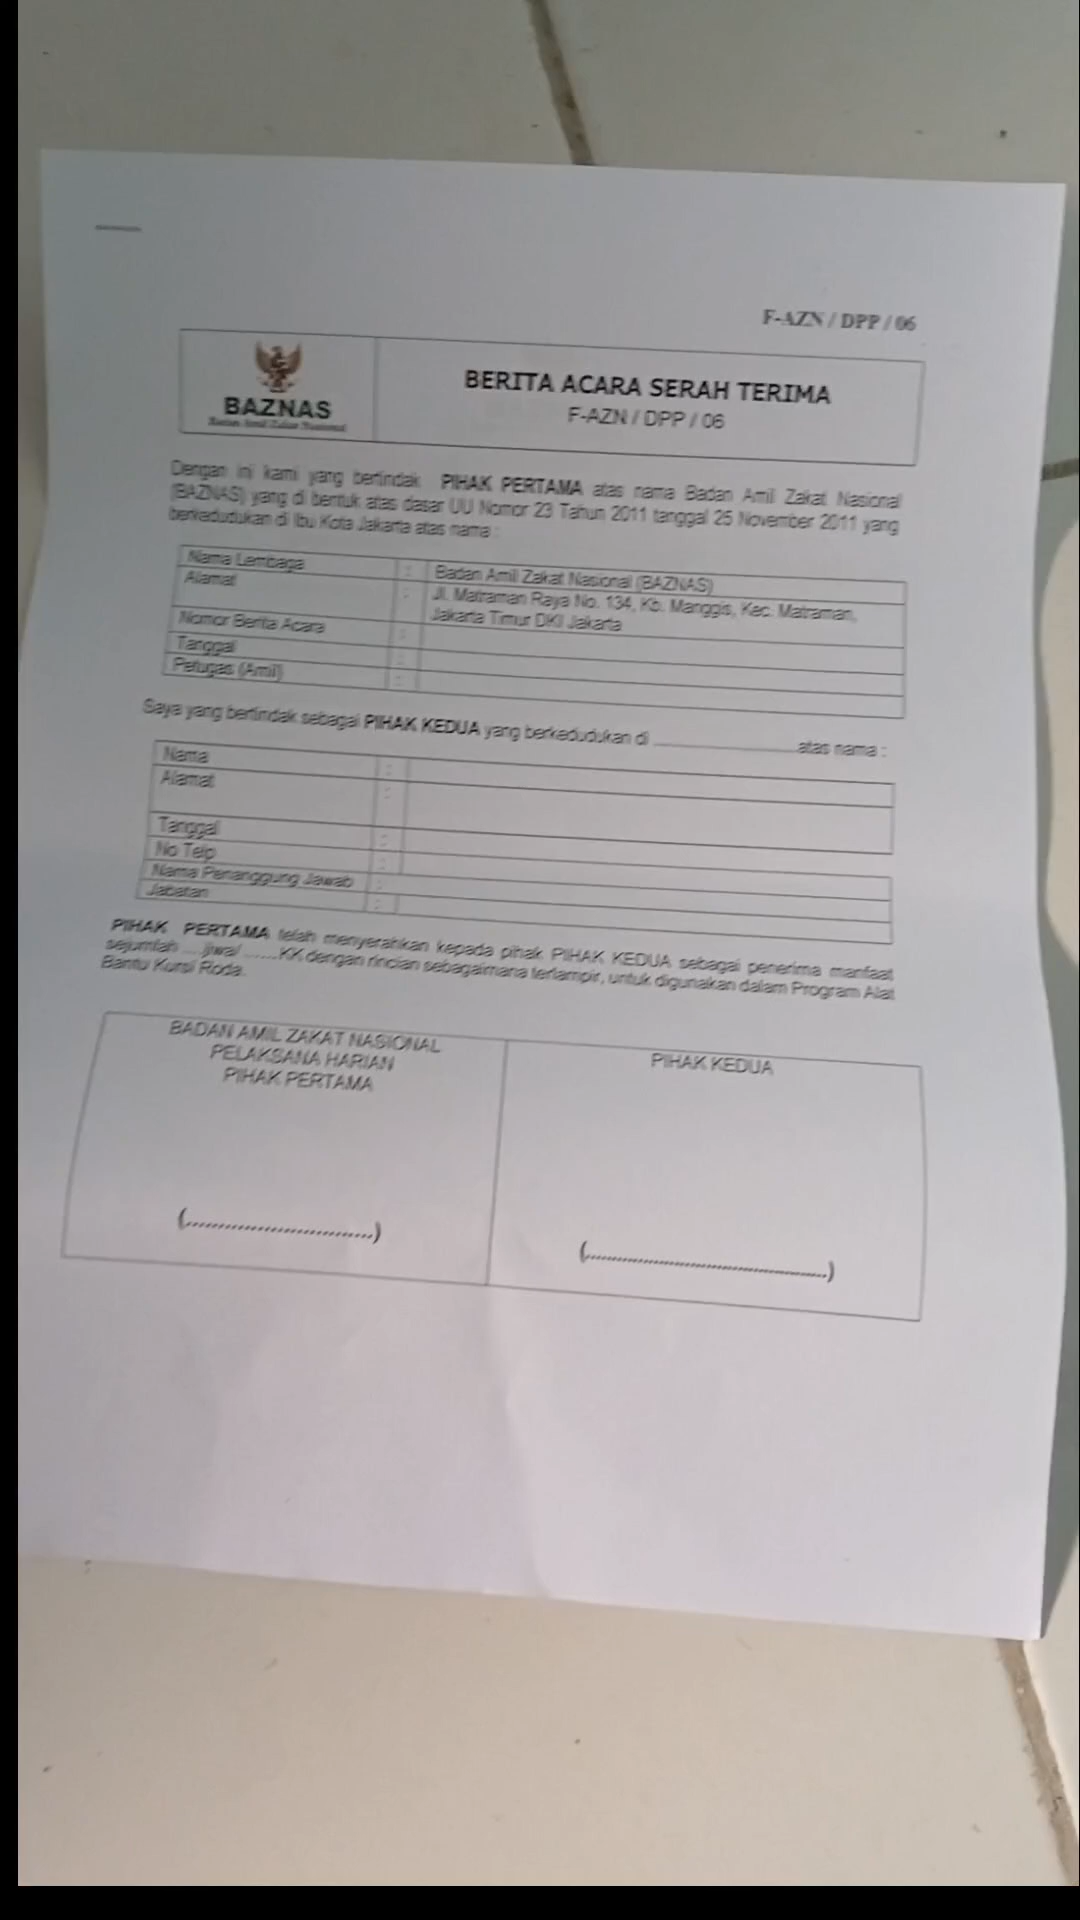 F-AZN / DPP / 06
BAZNAS
Badan Amil Zakat Nasional
BERITA ACARA SERAH TERIMA
F-AZN / DPP / 06
Dengan ini kami yang bertindak PIHAK PERTAMA atas nama Badan Amil Zakat Nasional
(BAZNAS) yang di bentuk atas dasar UU Nomor 23 Tahun 2011 tanggal 25 November 2011 yang
berkedudukan di Ibu Kota Jakarta atas nama :
Nama Lembaga : Badan Amil Zakat Nasional (BAZNAS)
Alamat : Jl. Matraman Raya No. 134, Kb. Manggis, Kec. Matraman,
Jakarta Timur DKI Jakarta
Nomor Berita Acara :
Tanggal :
Petugas (Amil) :
Saya yang bertindak sebagai PIHAK KEDUA yang berkedudukan di ________________ atas nama :
Nama :
Alamat :
Tanggal :
No Telp :
Nama Penanggung Jawab :
Jabatan :
PIHAK PERTAMA telah menyerahkan kepada pihak PIHAK KEDUA sebagai penerima manfaat
sejumlah ....jiwa/ ......KK dengan rincian sebagaimana terlampir, untuk digunakan dalam Program Alat
Bantu Kursi Roda.
BADAN AMIL ZAKAT NASIONAL
PELAKSANA HARIAN
PIHAK PERTAMA
(..............................)
PIHAK KEDUA
(........................................)